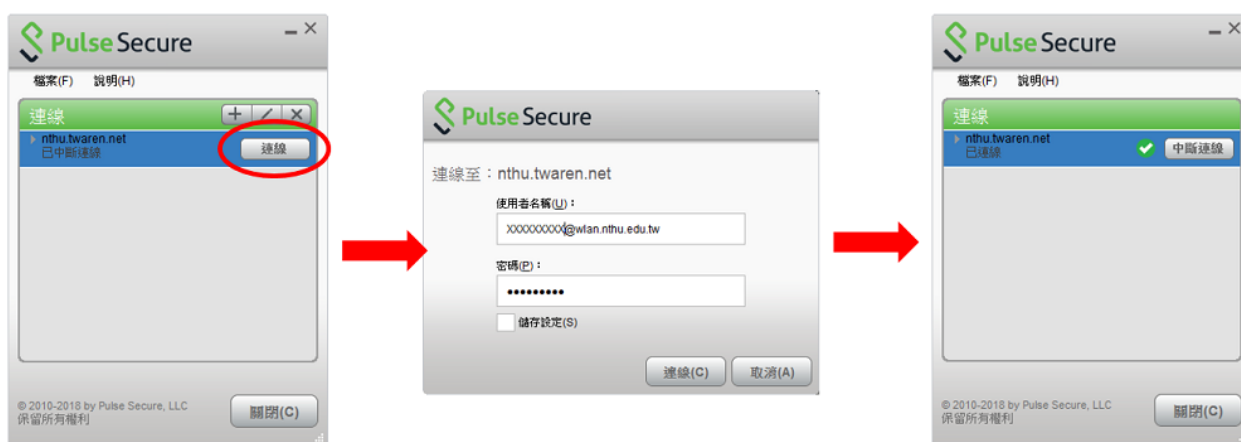 Pulse Secure
檔案(F) 說明(H)
連線
nthu.twaren.net
已中斷連線
連線
© 2010-2018 by Pulse Secure, LLC
保留所有權利
關閉(C)
Pulse Secure
連線至：nthu.twaren.net
使用者名稱(U)：
XXXXXXXXX@wlan.nthu.edu.tw
密碼(P)：
儲存設定(S)
連線(C) 取消(A)
Pulse Secure
檔案(F) 說明(H)
連線
nthu.twaren.net
已連線
中斷連線
© 2010-2018 by Pulse Secure, LLC
保留所有權利
關閉(C)